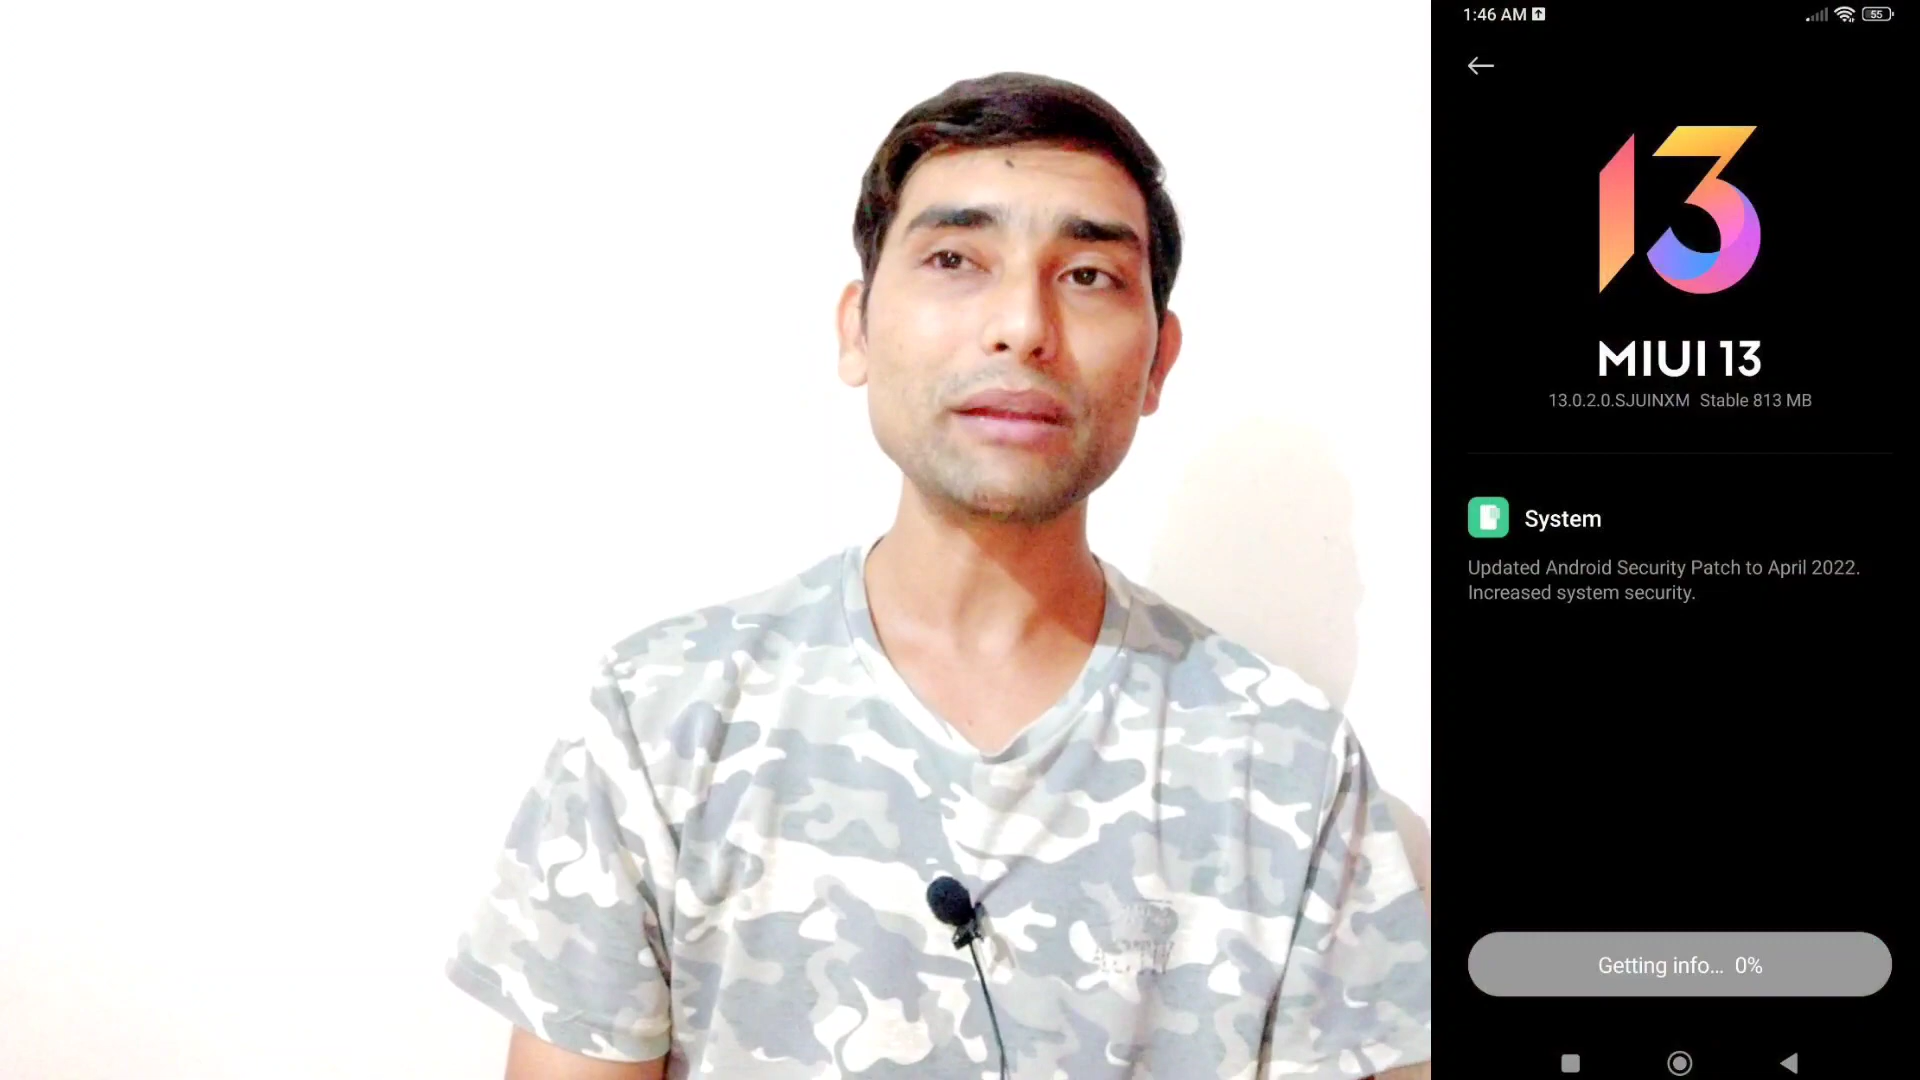 1:46 AM
55
13
MIUI 13
13.0.2.0.SJUINXM Stable 813 MB
System
Updated Android Security Patch to April 2022.
Increased system security.
Getting info... 0%